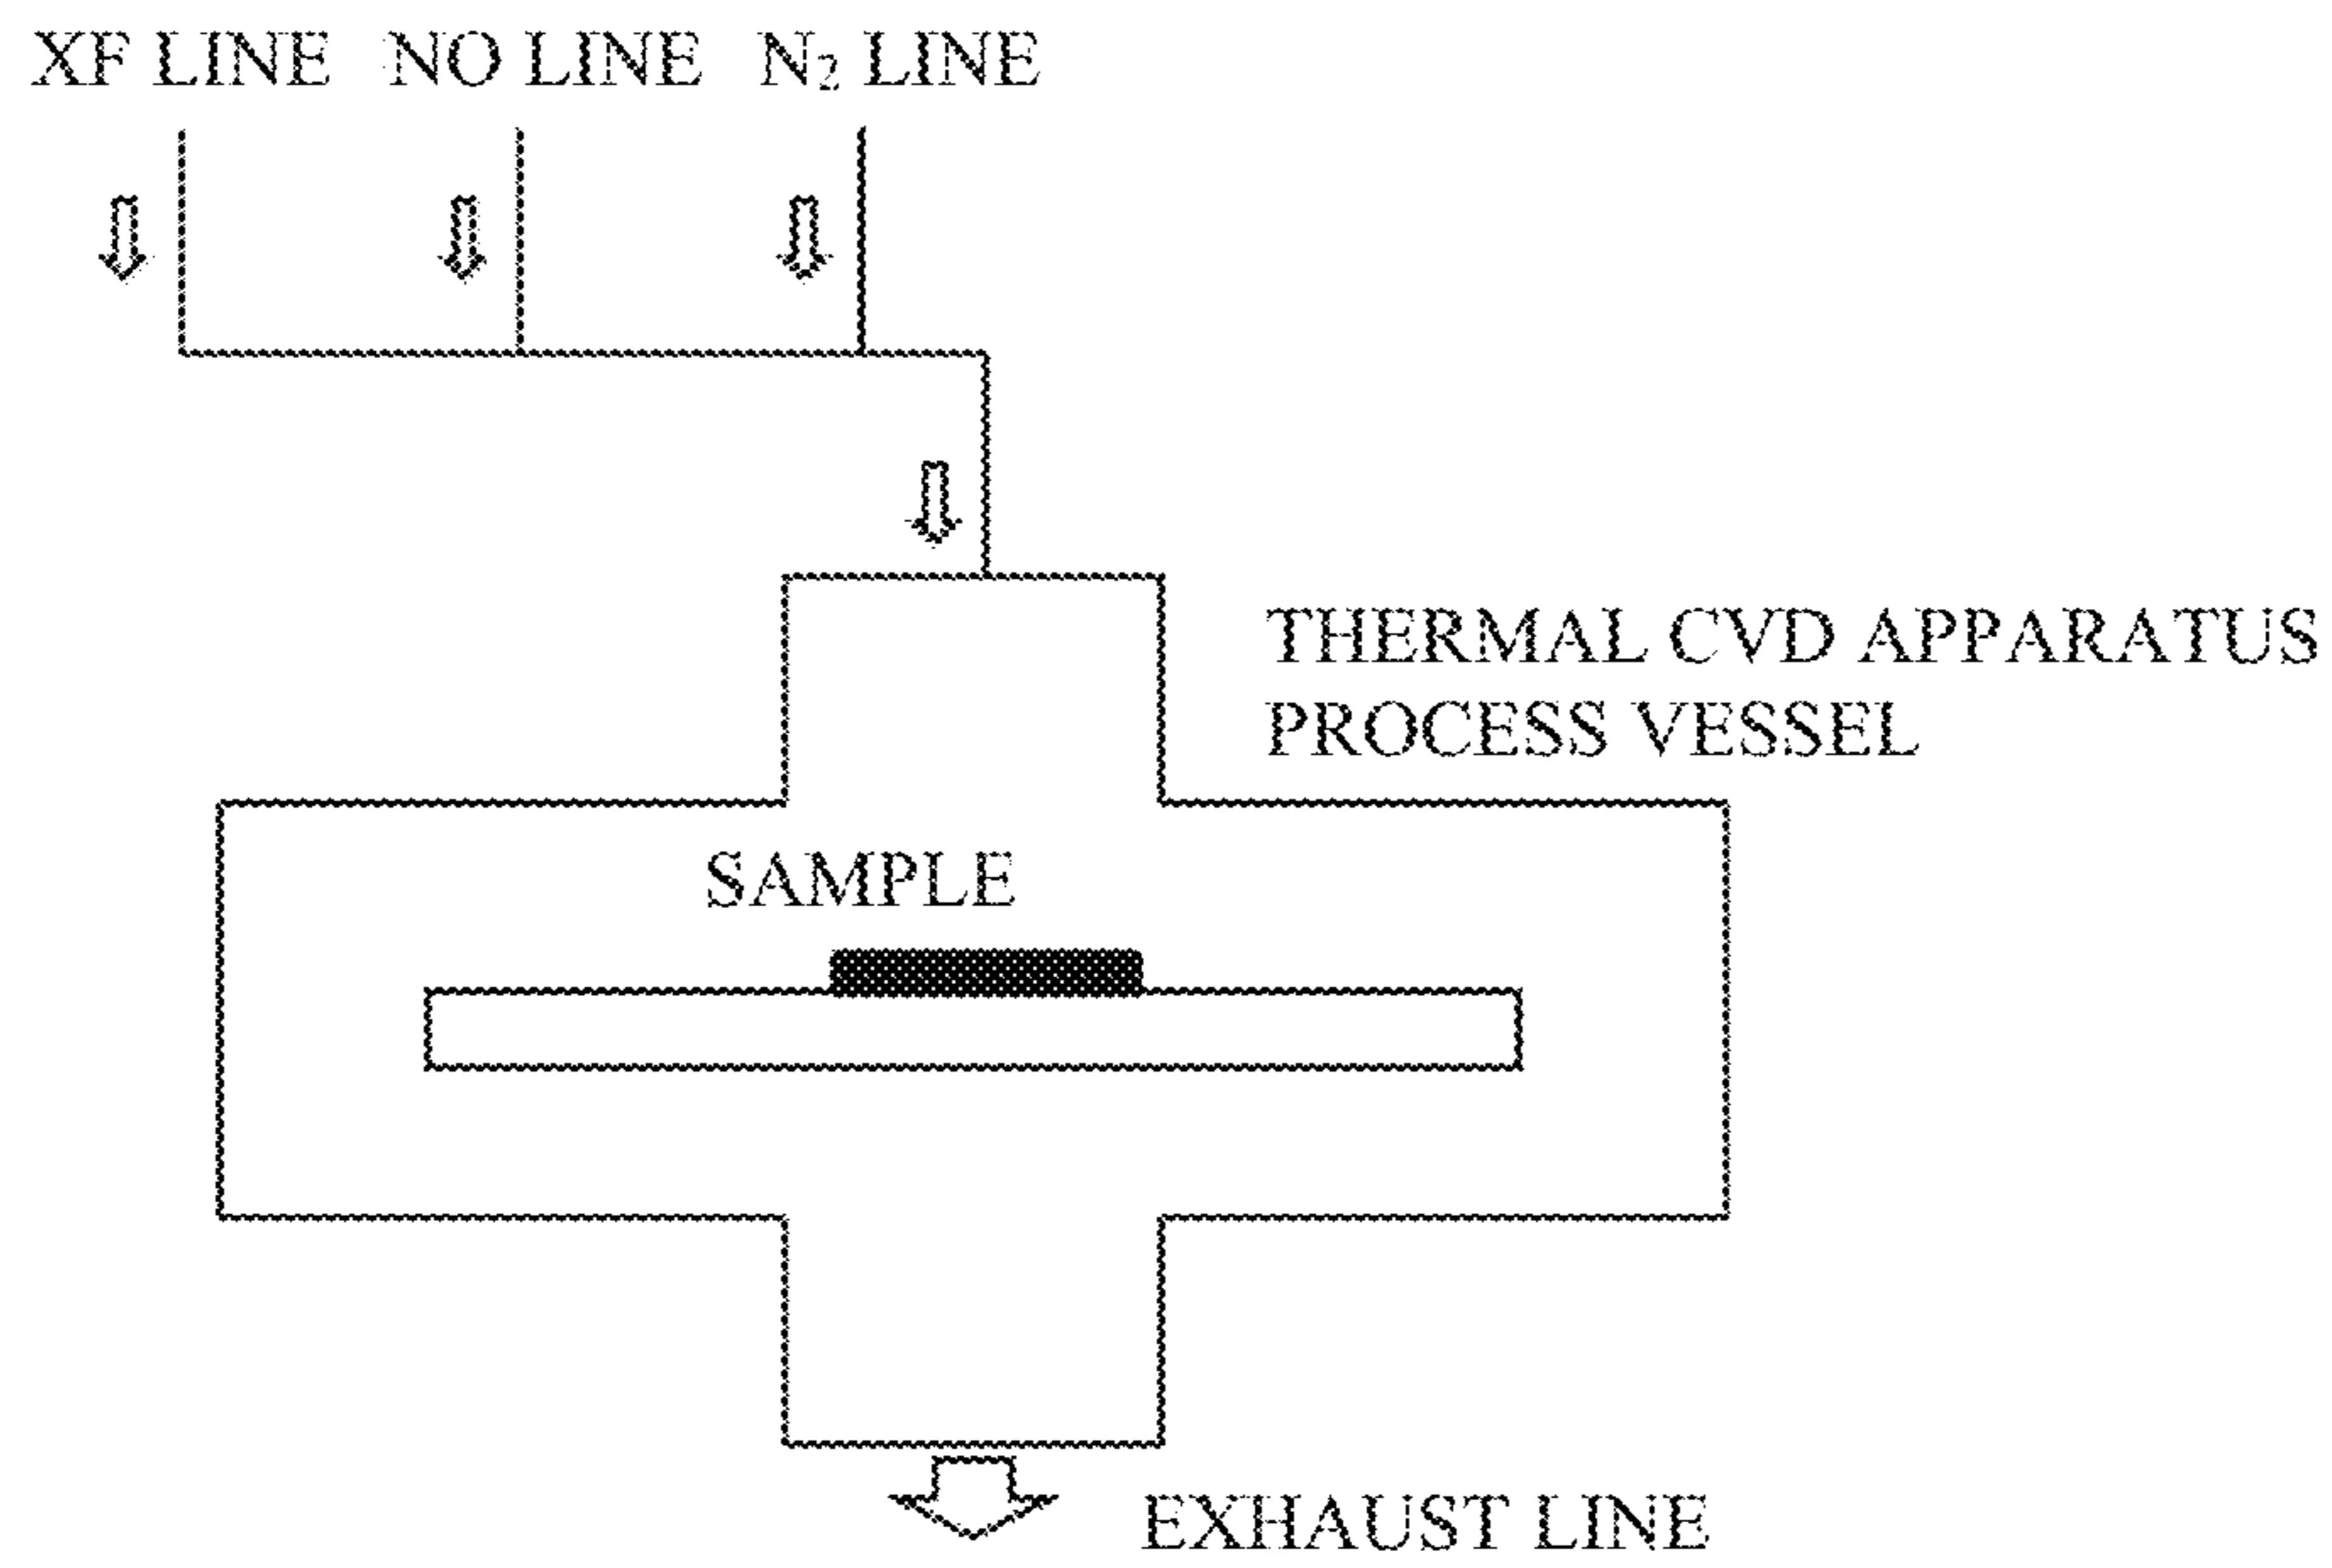 XF LINE NO LINE N₂ LINE
THERMAL CVD APPARATUS
PROCESS VESSEL
SAMPLE
EXHAUST LINE